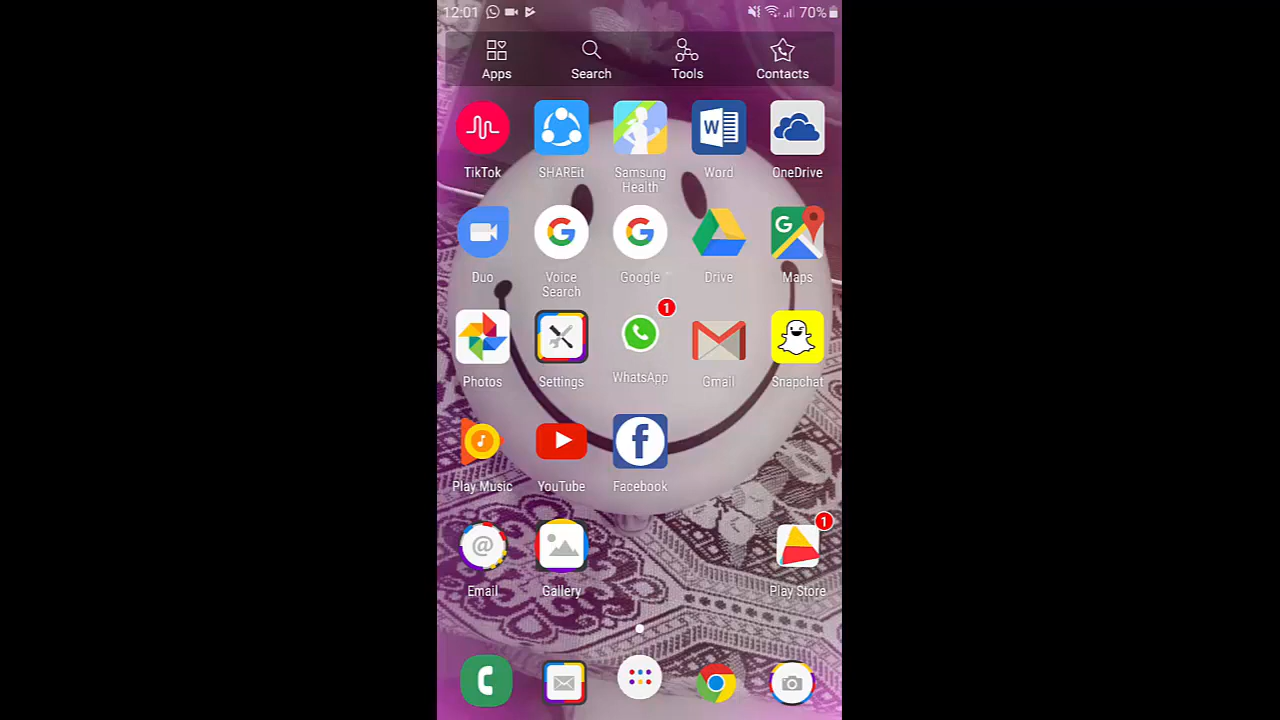 12:01 70%
Apps Search Tools Contacts
TikTok SHAREit Samsung Word OneDrive
Health
Duo Voice Google Drive Maps
Search
1
Photos Settings WhatsApp Gmail Snapchat
Play Music YouTube Facebook
1
Email Gallery Play Store